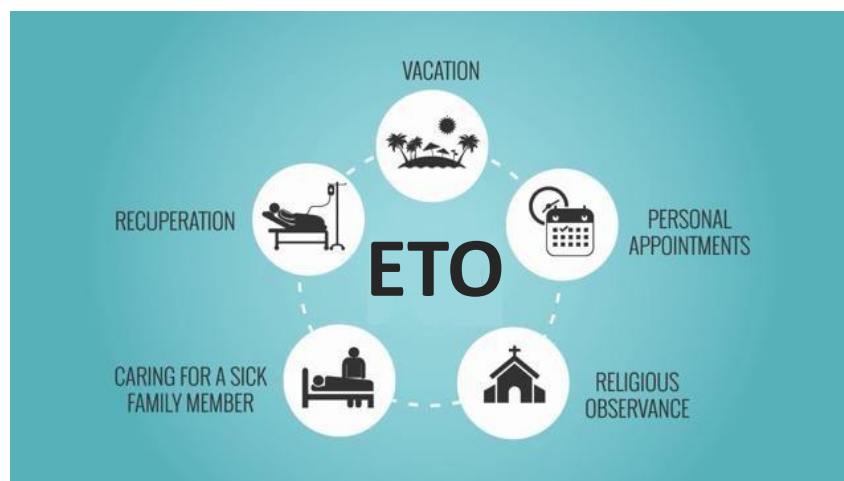 VACATION
RECUPERATION
PERSONAL
APPOINTMENTS
ETO
CARING FOR A SICK
FAMILY MEMBER
RELIGIOUS
OBSERVANCE